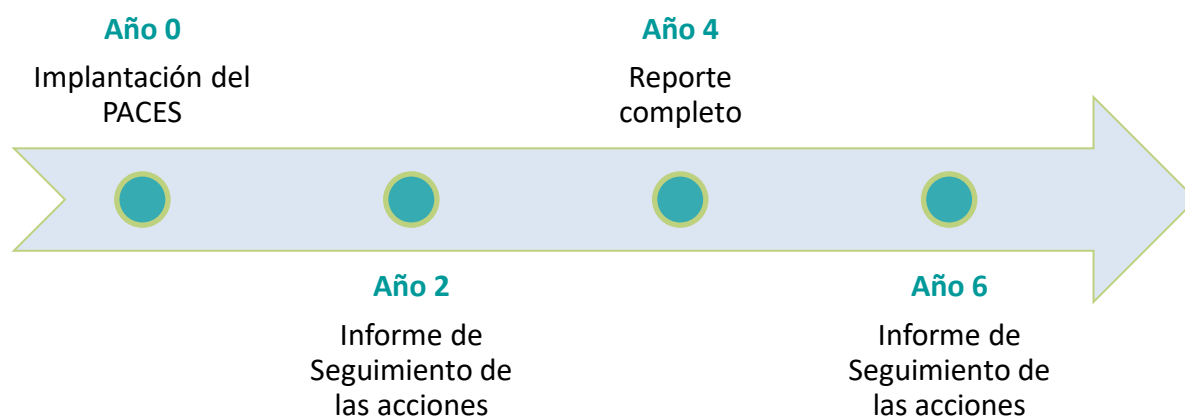 Año 0
Implantación del
PACES
Año 2
Informe de
Seguimiento de
las acciones
Año 4
Reporte
completo
Año 6
Informe de
Seguimiento de
las acciones